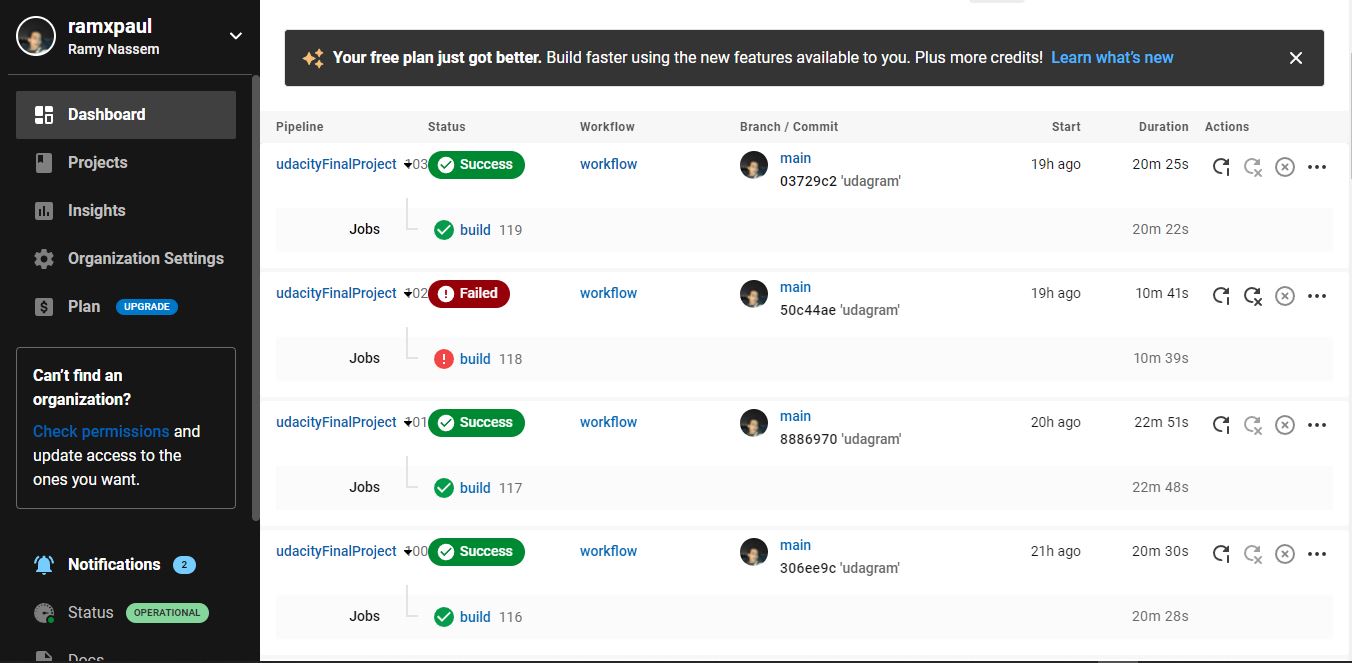 ramxpaul
Ramy Nassem
Dashboard
Projects
Insights
Organization Settings
Plan UPGRADE
Can't find an
organization?
Check permissions and
update access to the
ones you want.
Notifications 2
Status OPERATIONAL
Docs
Your free plan just got better. Build faster using the new features available to you. Plus more credits! Learn what's new
Pipeline Status Workflow Branch / Commit Start Duration Actions
udacityFinalProject 103 Success workflow main 19h ago 20m 25s
03729c2 'udagram'
Jobs build 119 20m 22s
udacityFinalProject 102 Failed workflow main 19h ago 10m 41s
50c44ae 'udagram'
Jobs build 118 10m 39s
udacityFinalProject 101 Success workflow main 20h ago 22m 51s
8886970 'udagram'
Jobs build 117 22m 48s
udacityFinalProject 100 Success workflow main 21h ago 20m 30s
306ee9c 'udagram'
Jobs build 116 20m 28s